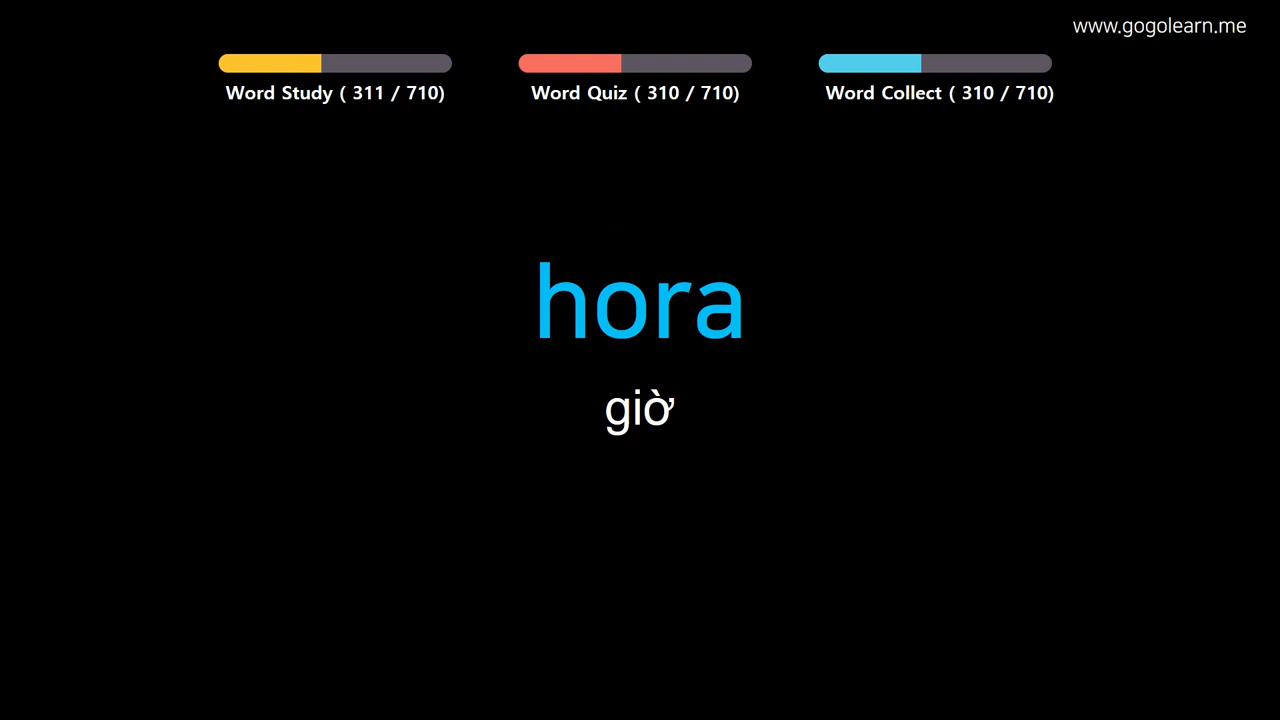 www.gogolearn.me
Word Study ( 311 / 710)
Word Quiz ( 310 / 710)
Word Collect ( 310 / 710)
hora
giờ